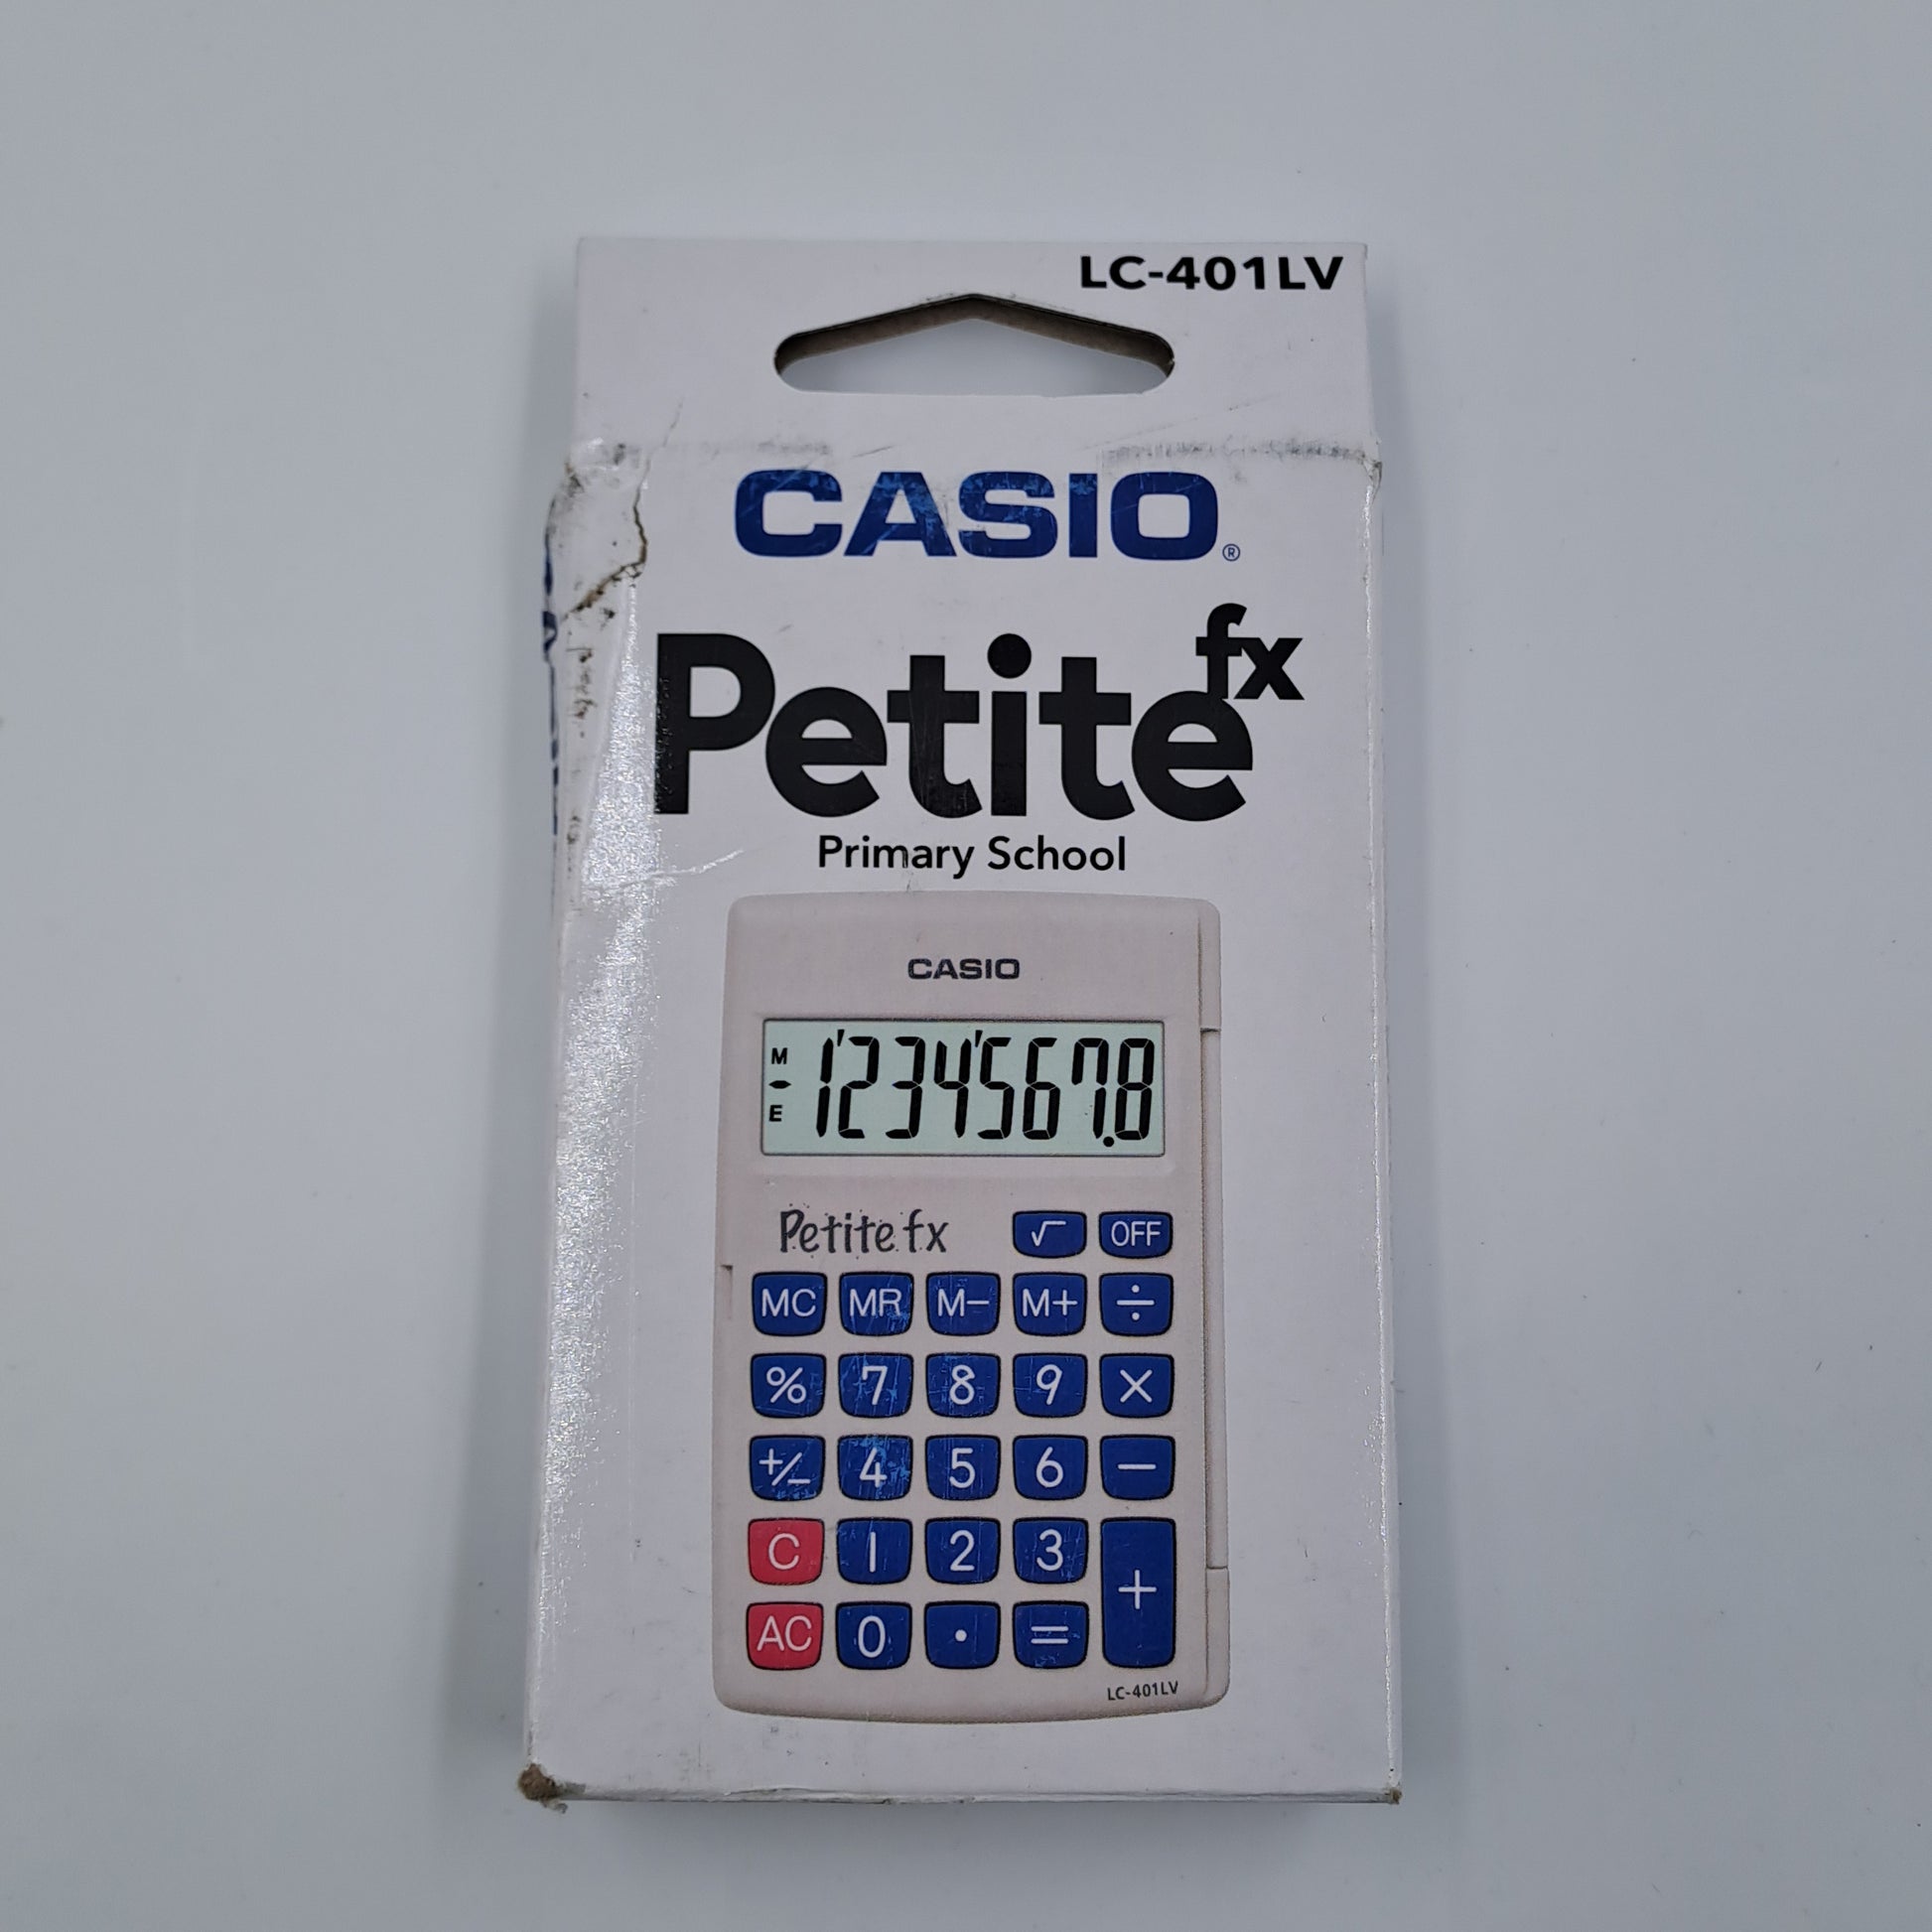 LC-401LV
CASIO®
Petite fx
Primary School
CASIO
M 1'234'567.8
-
E
Petite fx √ OFF
MC MR M− M+ ÷
% 7 8 9 ×
+/− 4 5 6 −
C 1 2 3 +
AC 0 . =
LC-401LV